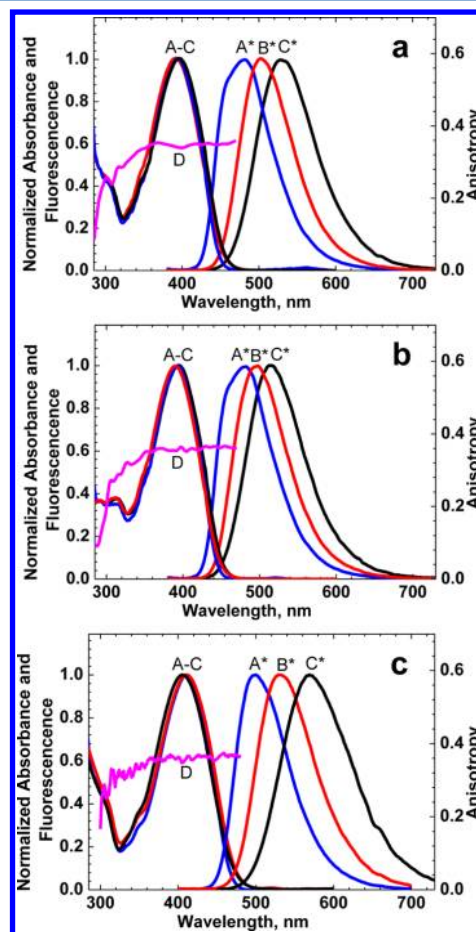 a
A-C
A* B* C*
D
Normalized Absorbance and
Fluorescence
1.0
0.8
0.6
0.4
0.2
0.0
0.6
0.4
0.2
0.0
Anisotropy
300 400 500 600 700
Wavelength, nm
b
A-C
A* B* C*
D
Normalized Absorbance and
Fluorescence
1.0
0.8
0.6
0.4
0.2
0.0
0.6
0.4
0.2
0.0
Anisotropy
300 400 500 600 700
Wavelength, nm
c
A-C
A* B* C*
D
Normalized Absorbance and
Fluorescence
1.0
0.8
0.6
0.4
0.2
0.0
0.6
0.4
0.2
0.0
Anisotropy
300 400 500 600 700
Wavelength, nm